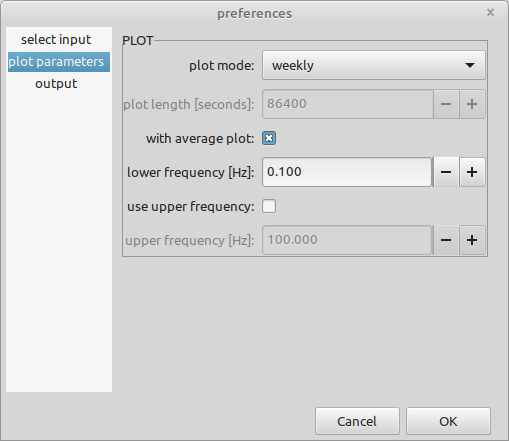 preferences
select input
plot parameters
output
PLOT
plot mode: weekly
plot length [seconds]: 86400
with average plot:
lower frequency [Hz]: 0.100
use upper frequency:
upper frequency [Hz]: 100.000
Cancel OK